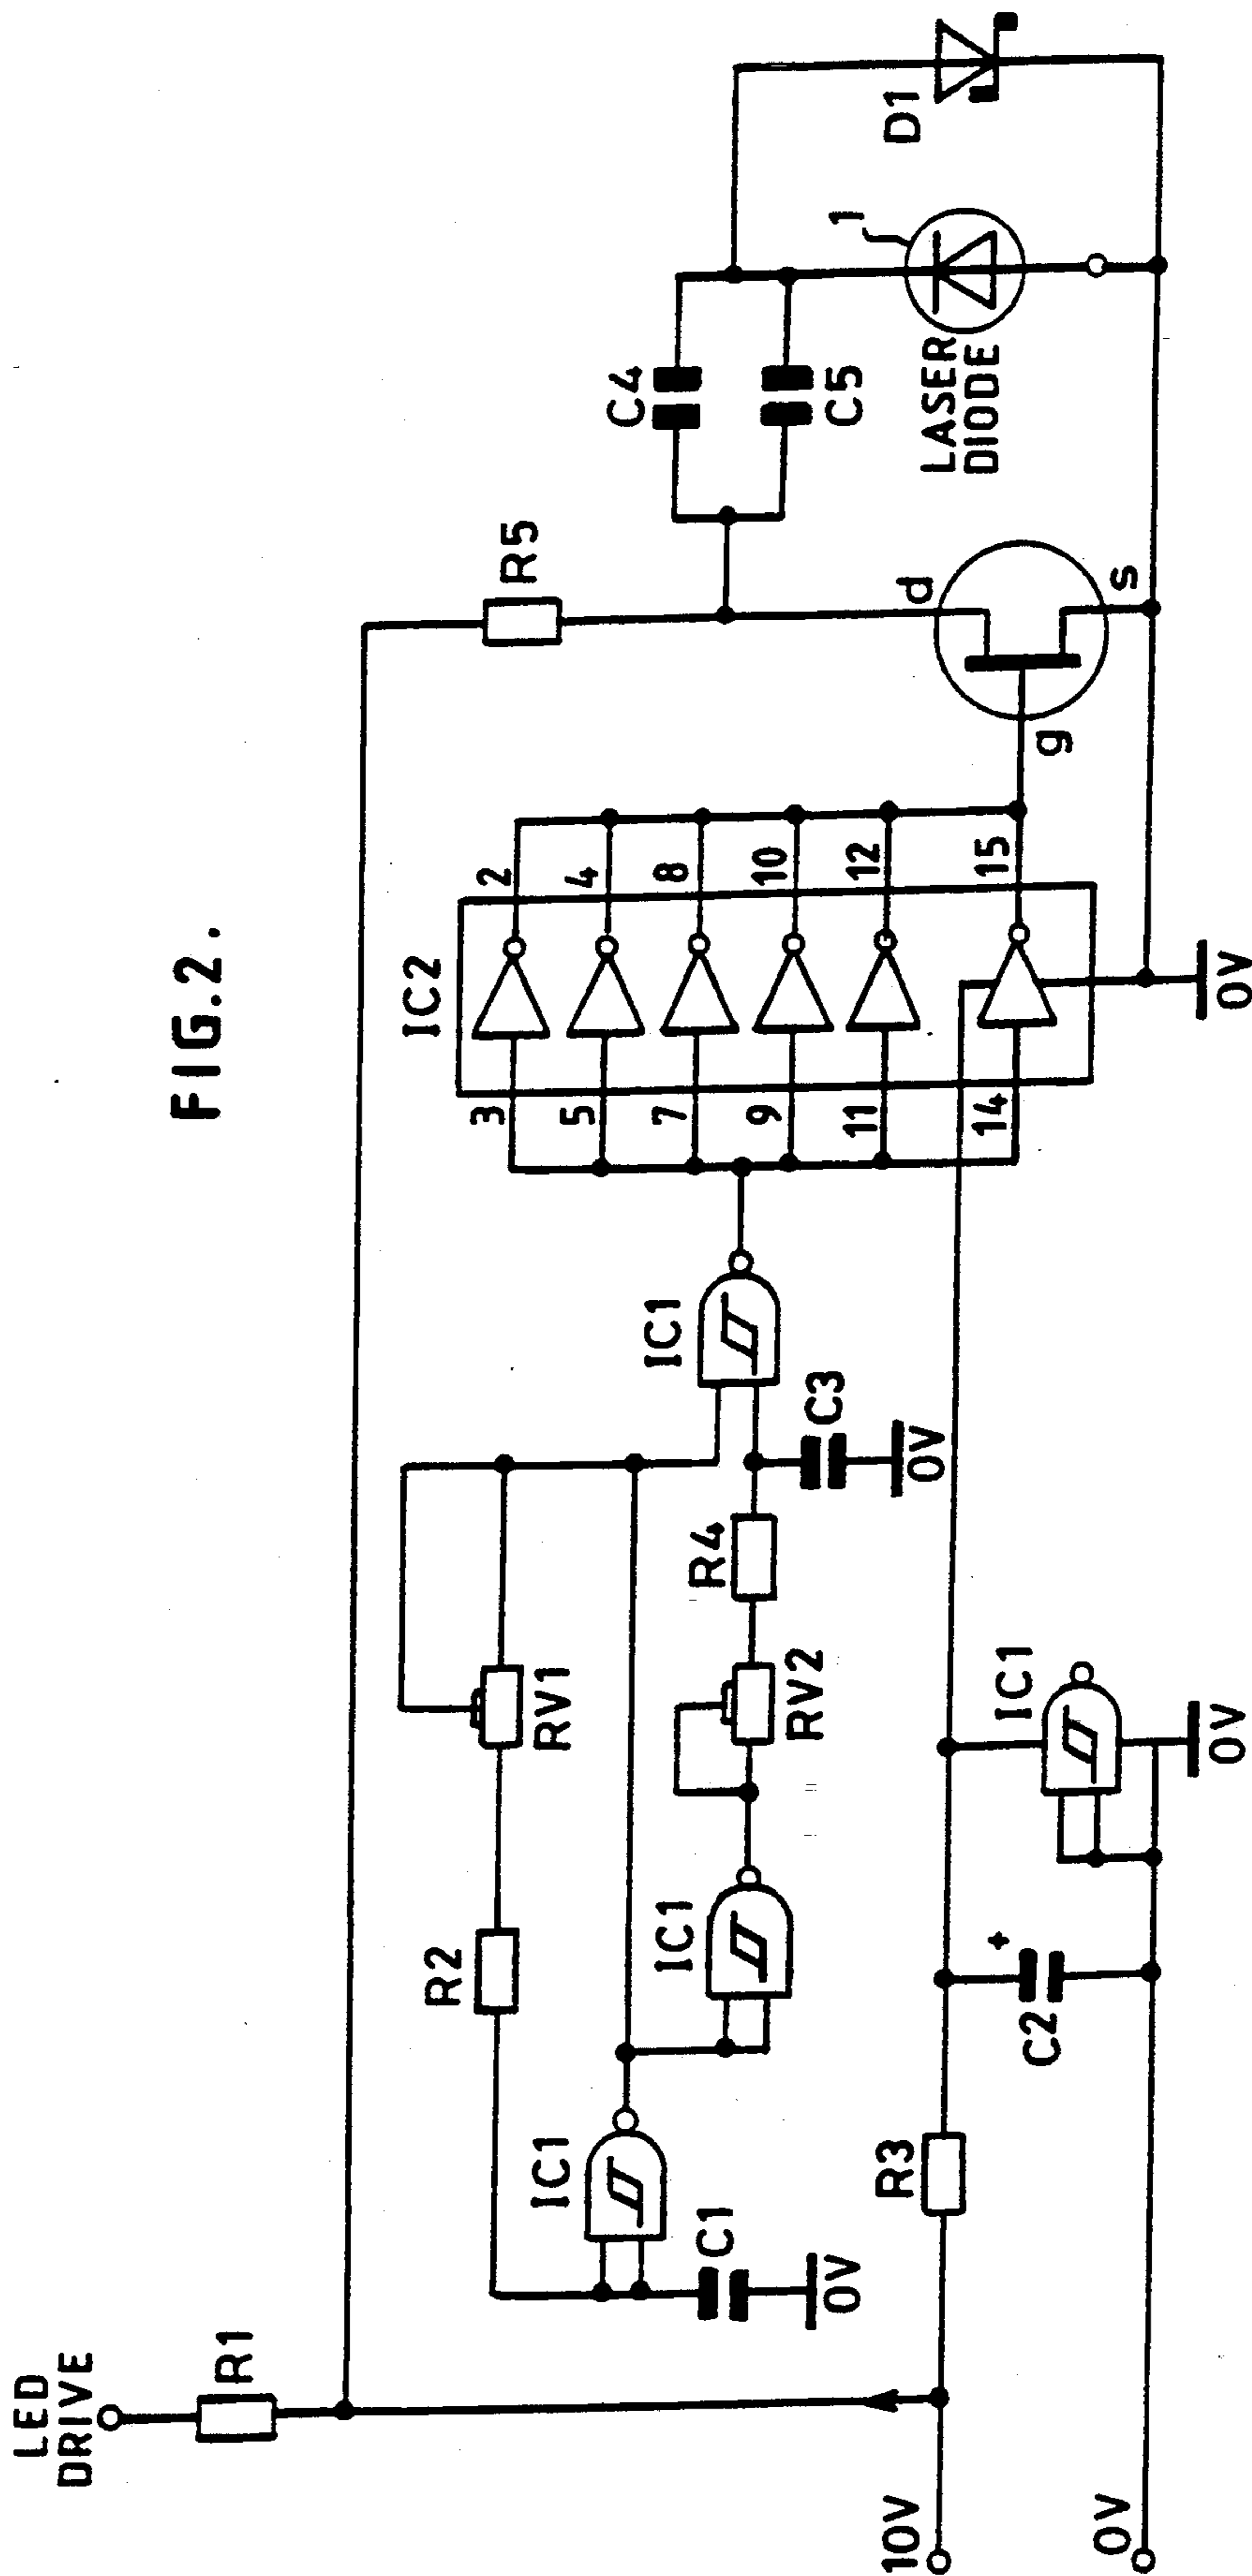 FIG.2.
LED
DRIVE
R1
R2
RV1
IC1
C1
0V
IC1
RV2
R4
C3
0V
IC1
IC2
3
5
7
9
11
14
2
4
8
10
12
15
0V
R5
d
g
s
C4
C5
LASER
DIODE
1
D1
10V
R3
C2
+
IC1
0V
0V